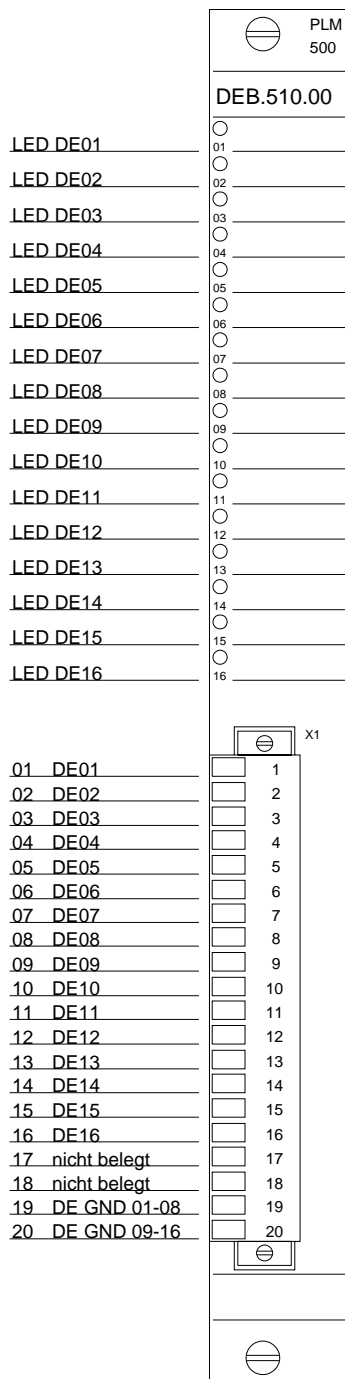 PLM
500
DEB.510.00
LED DE01 01
LED DE02 02
LED DE03 03
LED DE04 04
LED DE05 05
LED DE06 06
LED DE07 07
LED DE08 08
LED DE09 09
LED DE10 10
LED DE11 11
LED DE12 12
LED DE13 13
LED DE14 14
LED DE15 15
LED DE16 16
X1
01 DE01 1
02 DE02 2
03 DE03 3
04 DE04 4
05 DE05 5
06 DE06 6
07 DE07 7
08 DE08 8
09 DE09 9
10 DE10 10
11 DE11 11
12 DE12 12
13 DE13 13
14 DE14 14
15 DE15 15
16 DE16 16
17 nicht belegt 17
18 nicht belegt 18
19 DE GND 01-08 19
20 DE GND 09-16 20